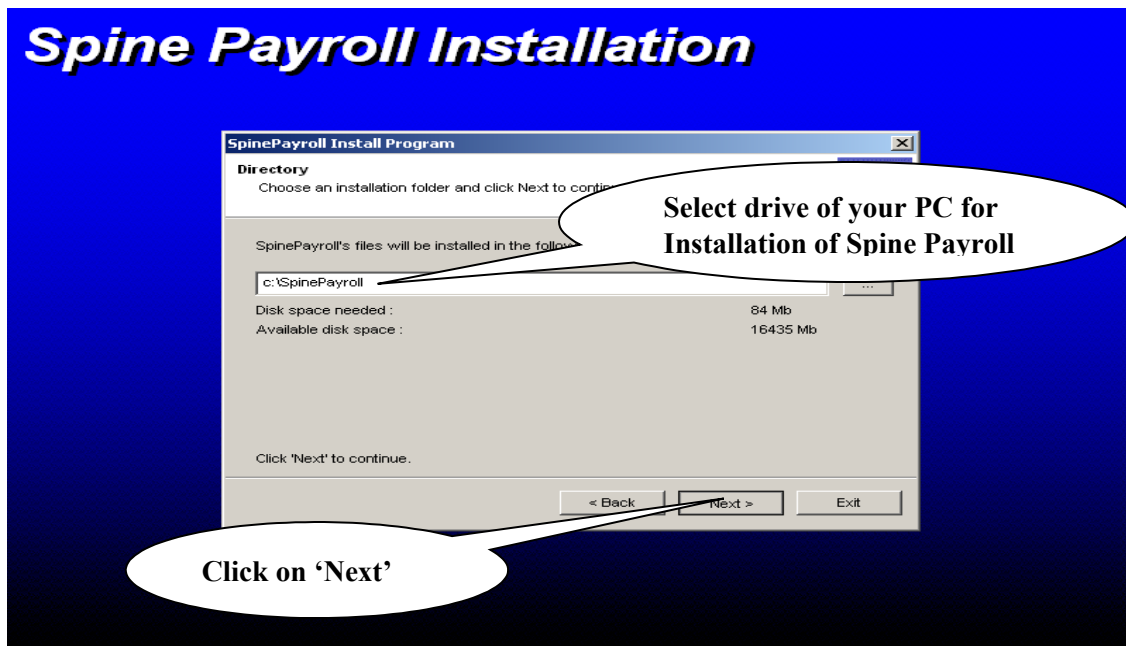 Spine Payroll Installation
SpinePayroll Install Program
Directory
Choose an installation folder and click Next to
Select drive of your PC for
Installation of Spine Payroll
SpinePayroll's files will be installed in the
c:\SpinePayroll
...
Disk space needed : 84 Mb
Available disk space : 16435 Mb
Click 'Next' to continue.
< Back Next > Exit
Click on ‘Next’